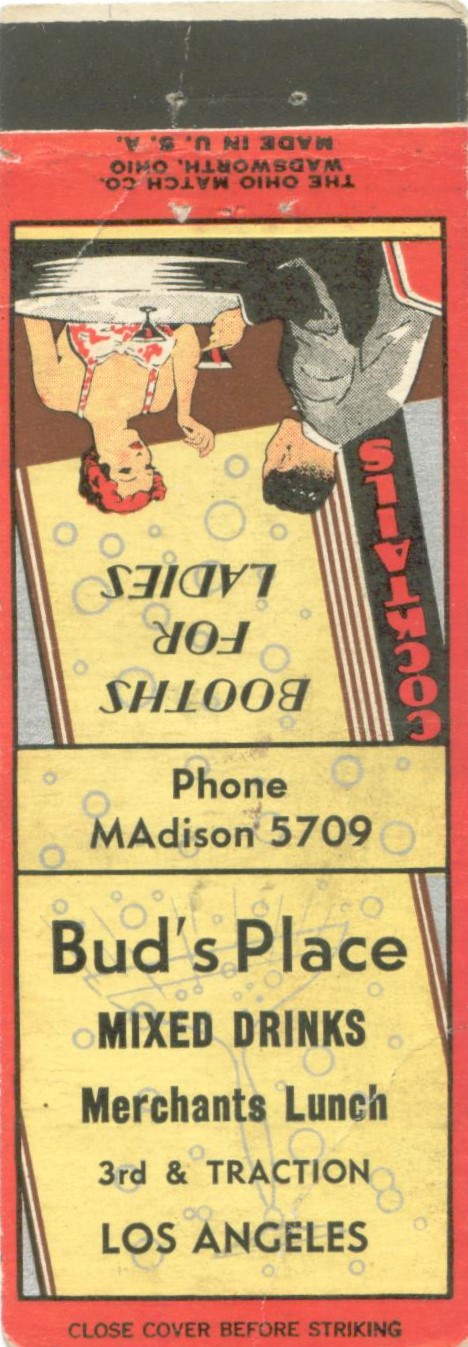 THE OHIO MATCH CO.
WADSWORTH, OHIO
MADE IN U. S. A.
COCKTAILS
BOOTHS
FOR
LADIES
Phone
MAdison 5709
Bud's Place
MIXED DRINKS
Merchants Lunch
3rd & TRACTION
LOS ANGELES
CLOSE COVER BEFORE STRIKING